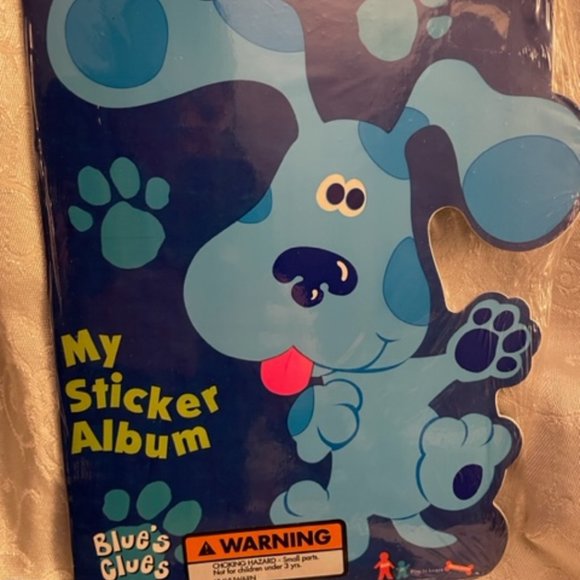 My
Sticker
Album
Blue's
Clues
WARNING
CHOKING HAZARD - Small parts.
Not for children under 3 yrs.